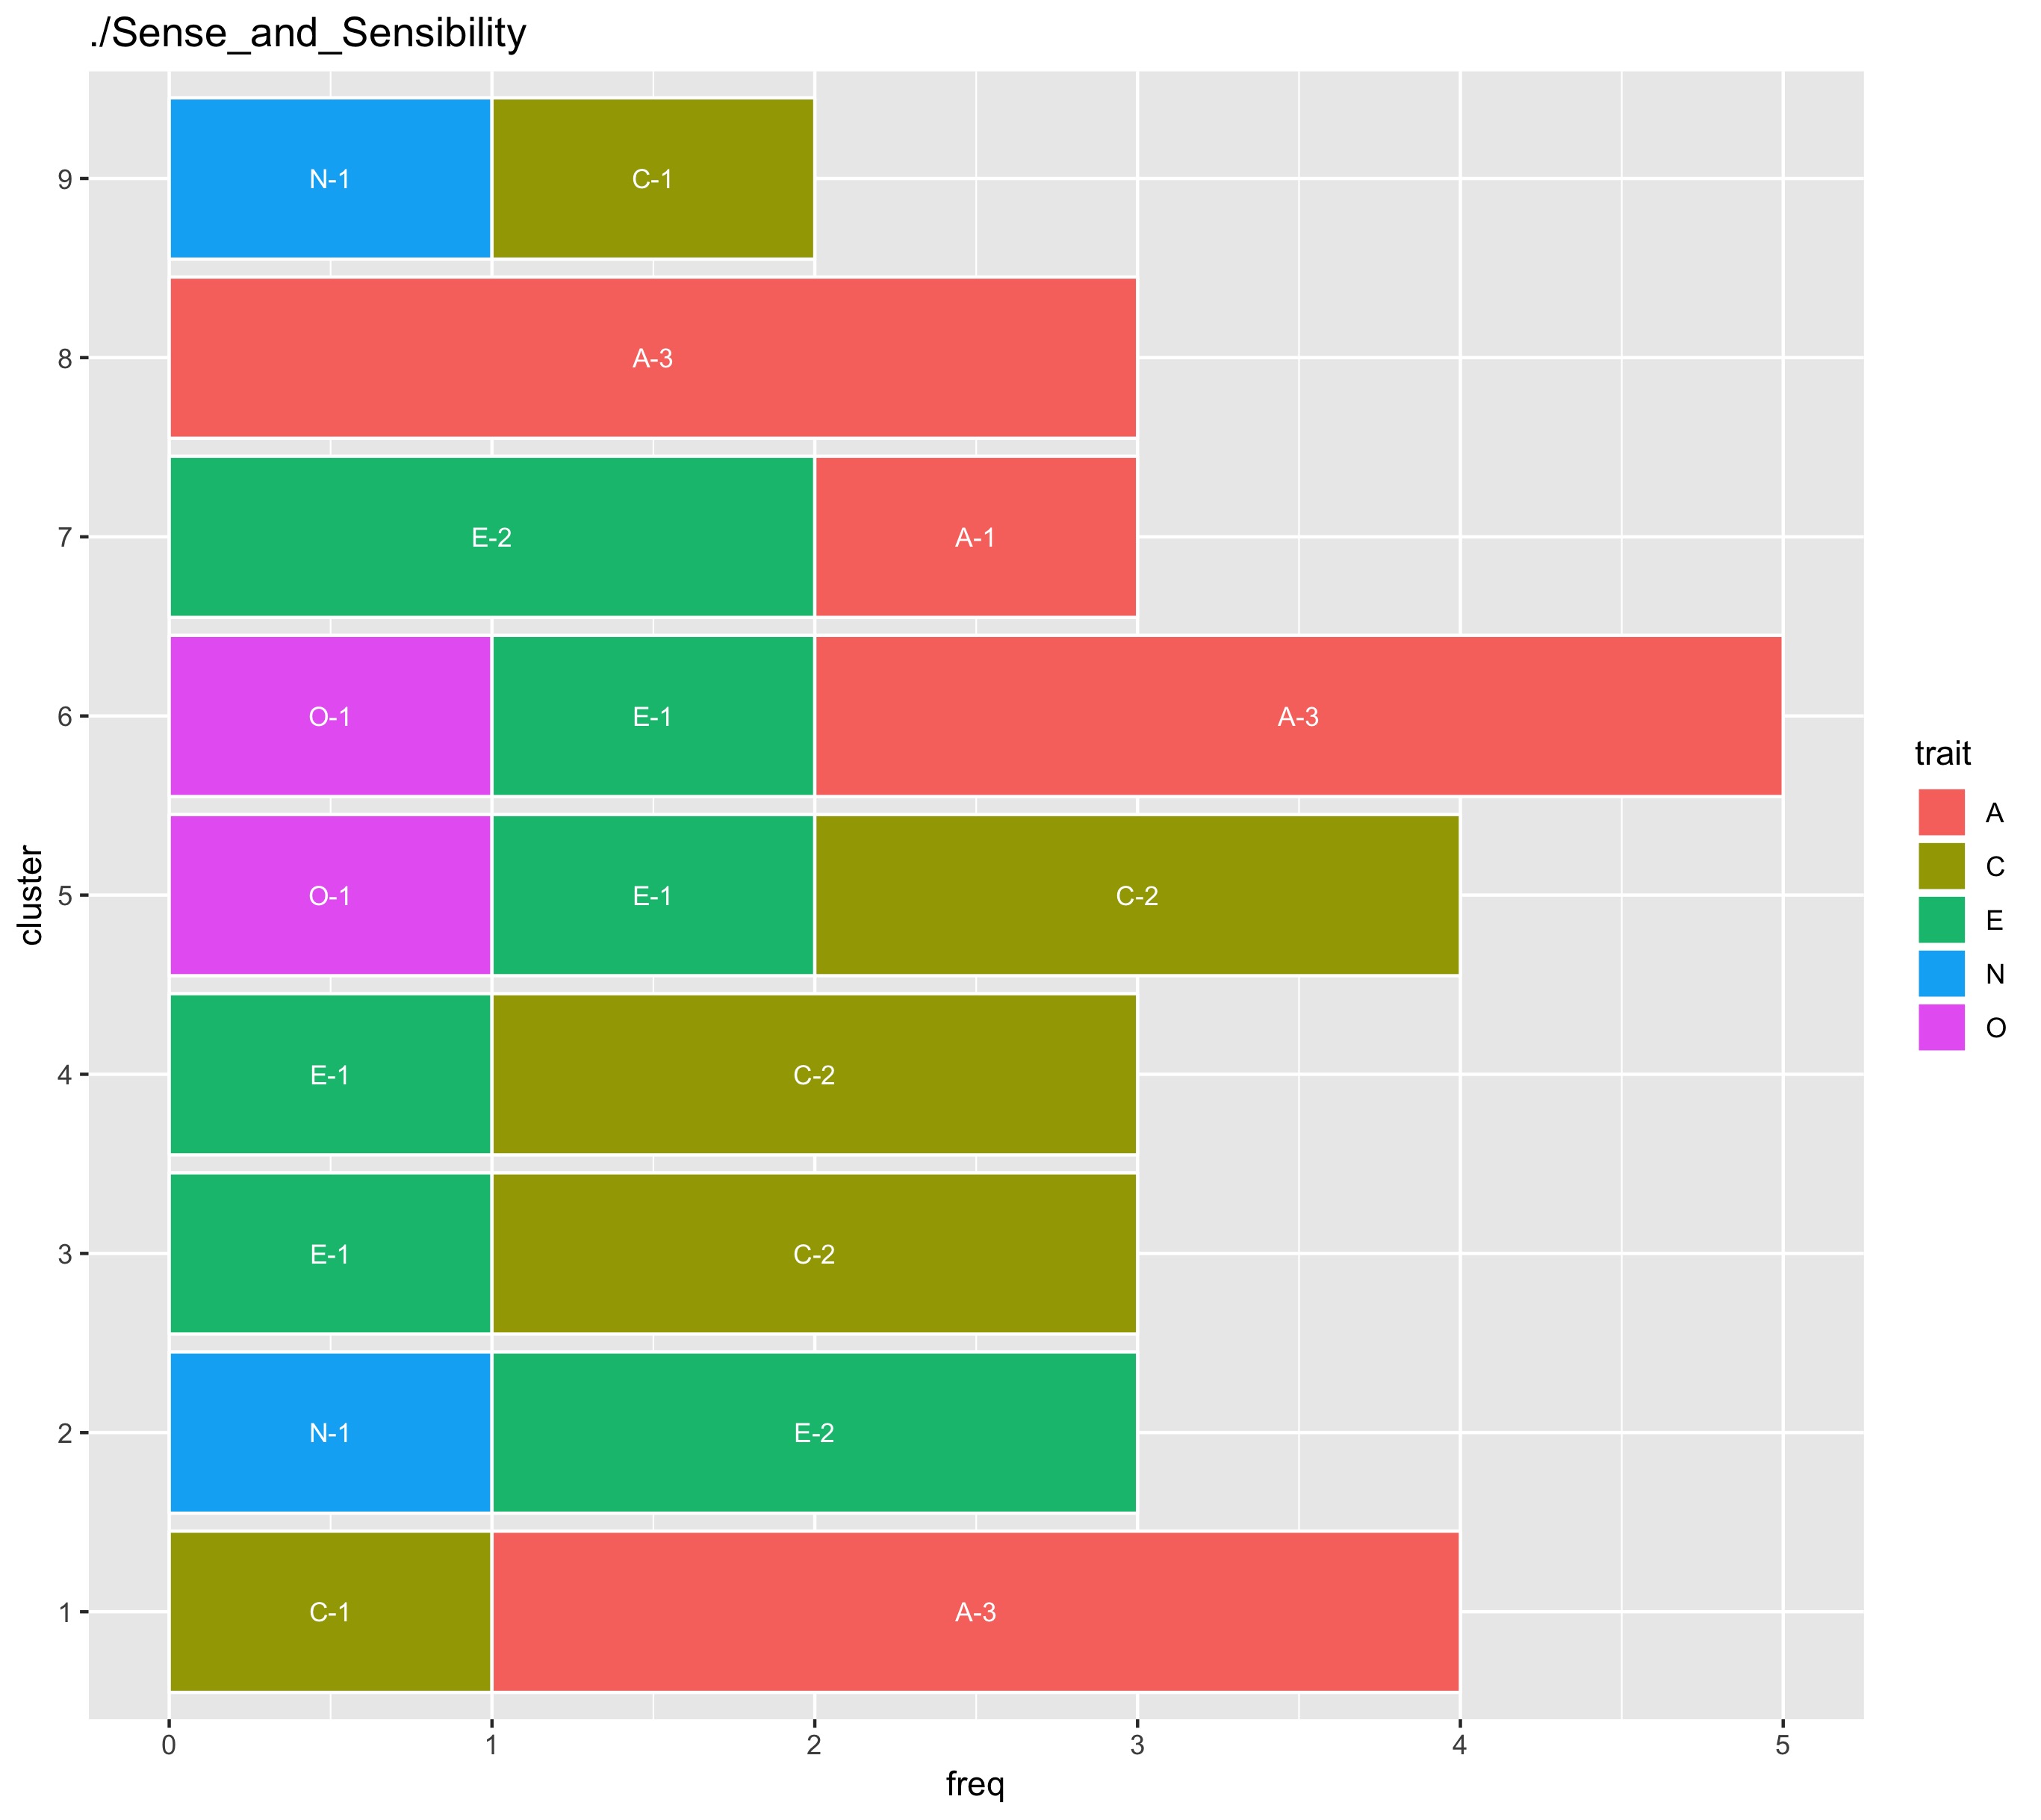 ./Sense_and_Sensibility
9
N-1 C-1
8
A-3
7
E-2 A-1
6
O-1 E-1 A-3
5
O-1 E-1 C-2
4
E-1 C-2
3
E-1 C-2
2
N-1 E-2
1
C-1 A-3
0 1 2 3 4 5
freq
cluster
trait
A
C
E
N
O